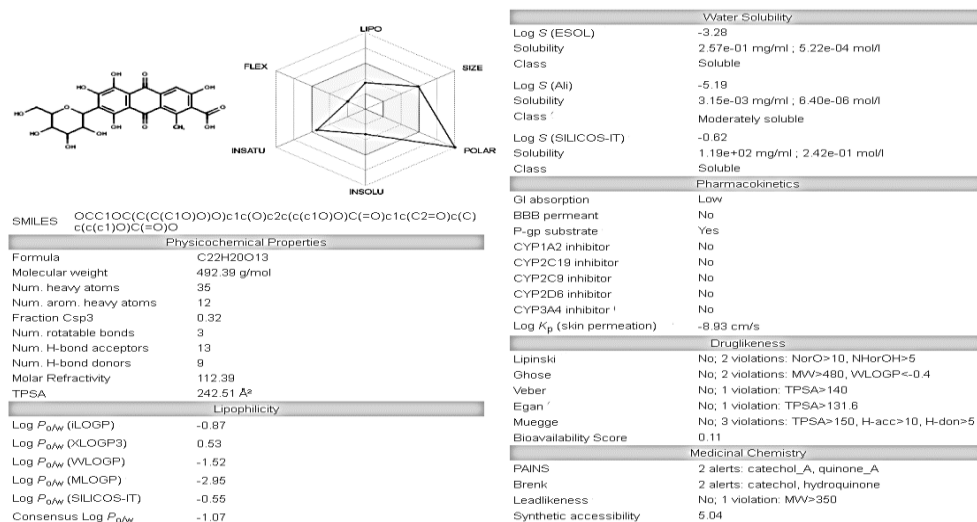 LIPO
FLEX
SIZE
INSATU
POLAR
INSOLU
SMILES OCC1OC(C(C(C1O)O)O)c1c(O)c2c(c(c1O)O)C(=O)c1c(C2=O)c(C)
c(c(c1)O)C(=O)O
Physicochemical Properties
Formula C22H20O13
Molecular weight 492.39 g/mol
Num. heavy atoms 35
Num. arom. heavy atoms 12
Fraction Csp3 0.32
Num. rotatable bonds 3
Num. H-bond acceptors 13
Num. H-bond donors 9
Molar Refractivity 112.39
TPSA 242.51 Å²
Lipophilicity
Log Po/w (iLOGP) -0.87
Log Po/w (XLOGP3) 0.53
Log Po/w (WLOGP) -1.52
Log Po/w (MLOGP) -2.95
Log Po/w (SILICOS-IT) -0.55
Consensus Log Po/w -1.07
Water Solubility
Log S (ESOL) -3.28
Solubility 2.57e-01 mg/ml ; 5.22e-04 mol/l
Class Soluble
Log S (Ali) -5.19
Solubility 3.15e-03 mg/ml ; 6.40e-06 mol/l
Class Moderately soluble
Log S (SILICOS-IT) -0.62
Solubility 1.19e+02 mg/ml ; 2.42e-01 mol/l
Class Soluble
Pharmacokinetics
GI absorption Low
BBB permeant No
P-gp substrate Yes
CYP1A2 inhibitor No
CYP2C19 inhibitor No
CYP2C9 inhibitor No
CYP2D6 inhibitor No
CYP3A4 inhibitor No
Log Kp (skin permeation) -8.93 cm/s
Druglikeness
Lipinski No; 2 violations: NorO>10, NHorOH>5
Ghose No; 2 violations: MW>480, WLOGP<-0.4
Veber No; 1 violation: TPSA>140
Egan No; 1 violation: TPSA>131.6
Muegge No; 3 violations: TPSA>150, H-acc>10, H-don>5
Bioavailability Score 0.11
Medicinal Chemistry
PAINS 2 alerts: catechol_A, quinone_A
Brenk 2 alerts: catechol, hydroquinone
Leadlikeness No; 1 violation: MW>350
Synthetic accessibility 5.04